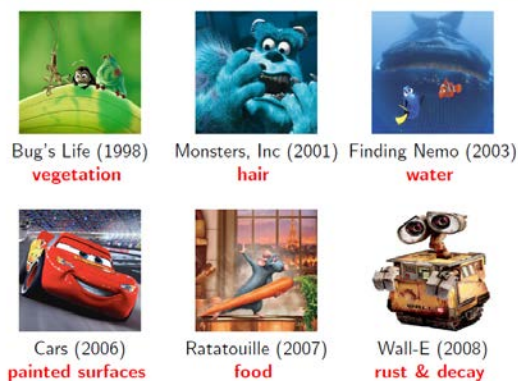 Bug's Life (1998)
vegetation
Monsters, Inc (2001)
hair
Finding Nemo (2003)
water
Cars (2006)
painted surfaces
Ratatouille (2007)
food
Wall-E (2008)
rust & decay
WALL·E